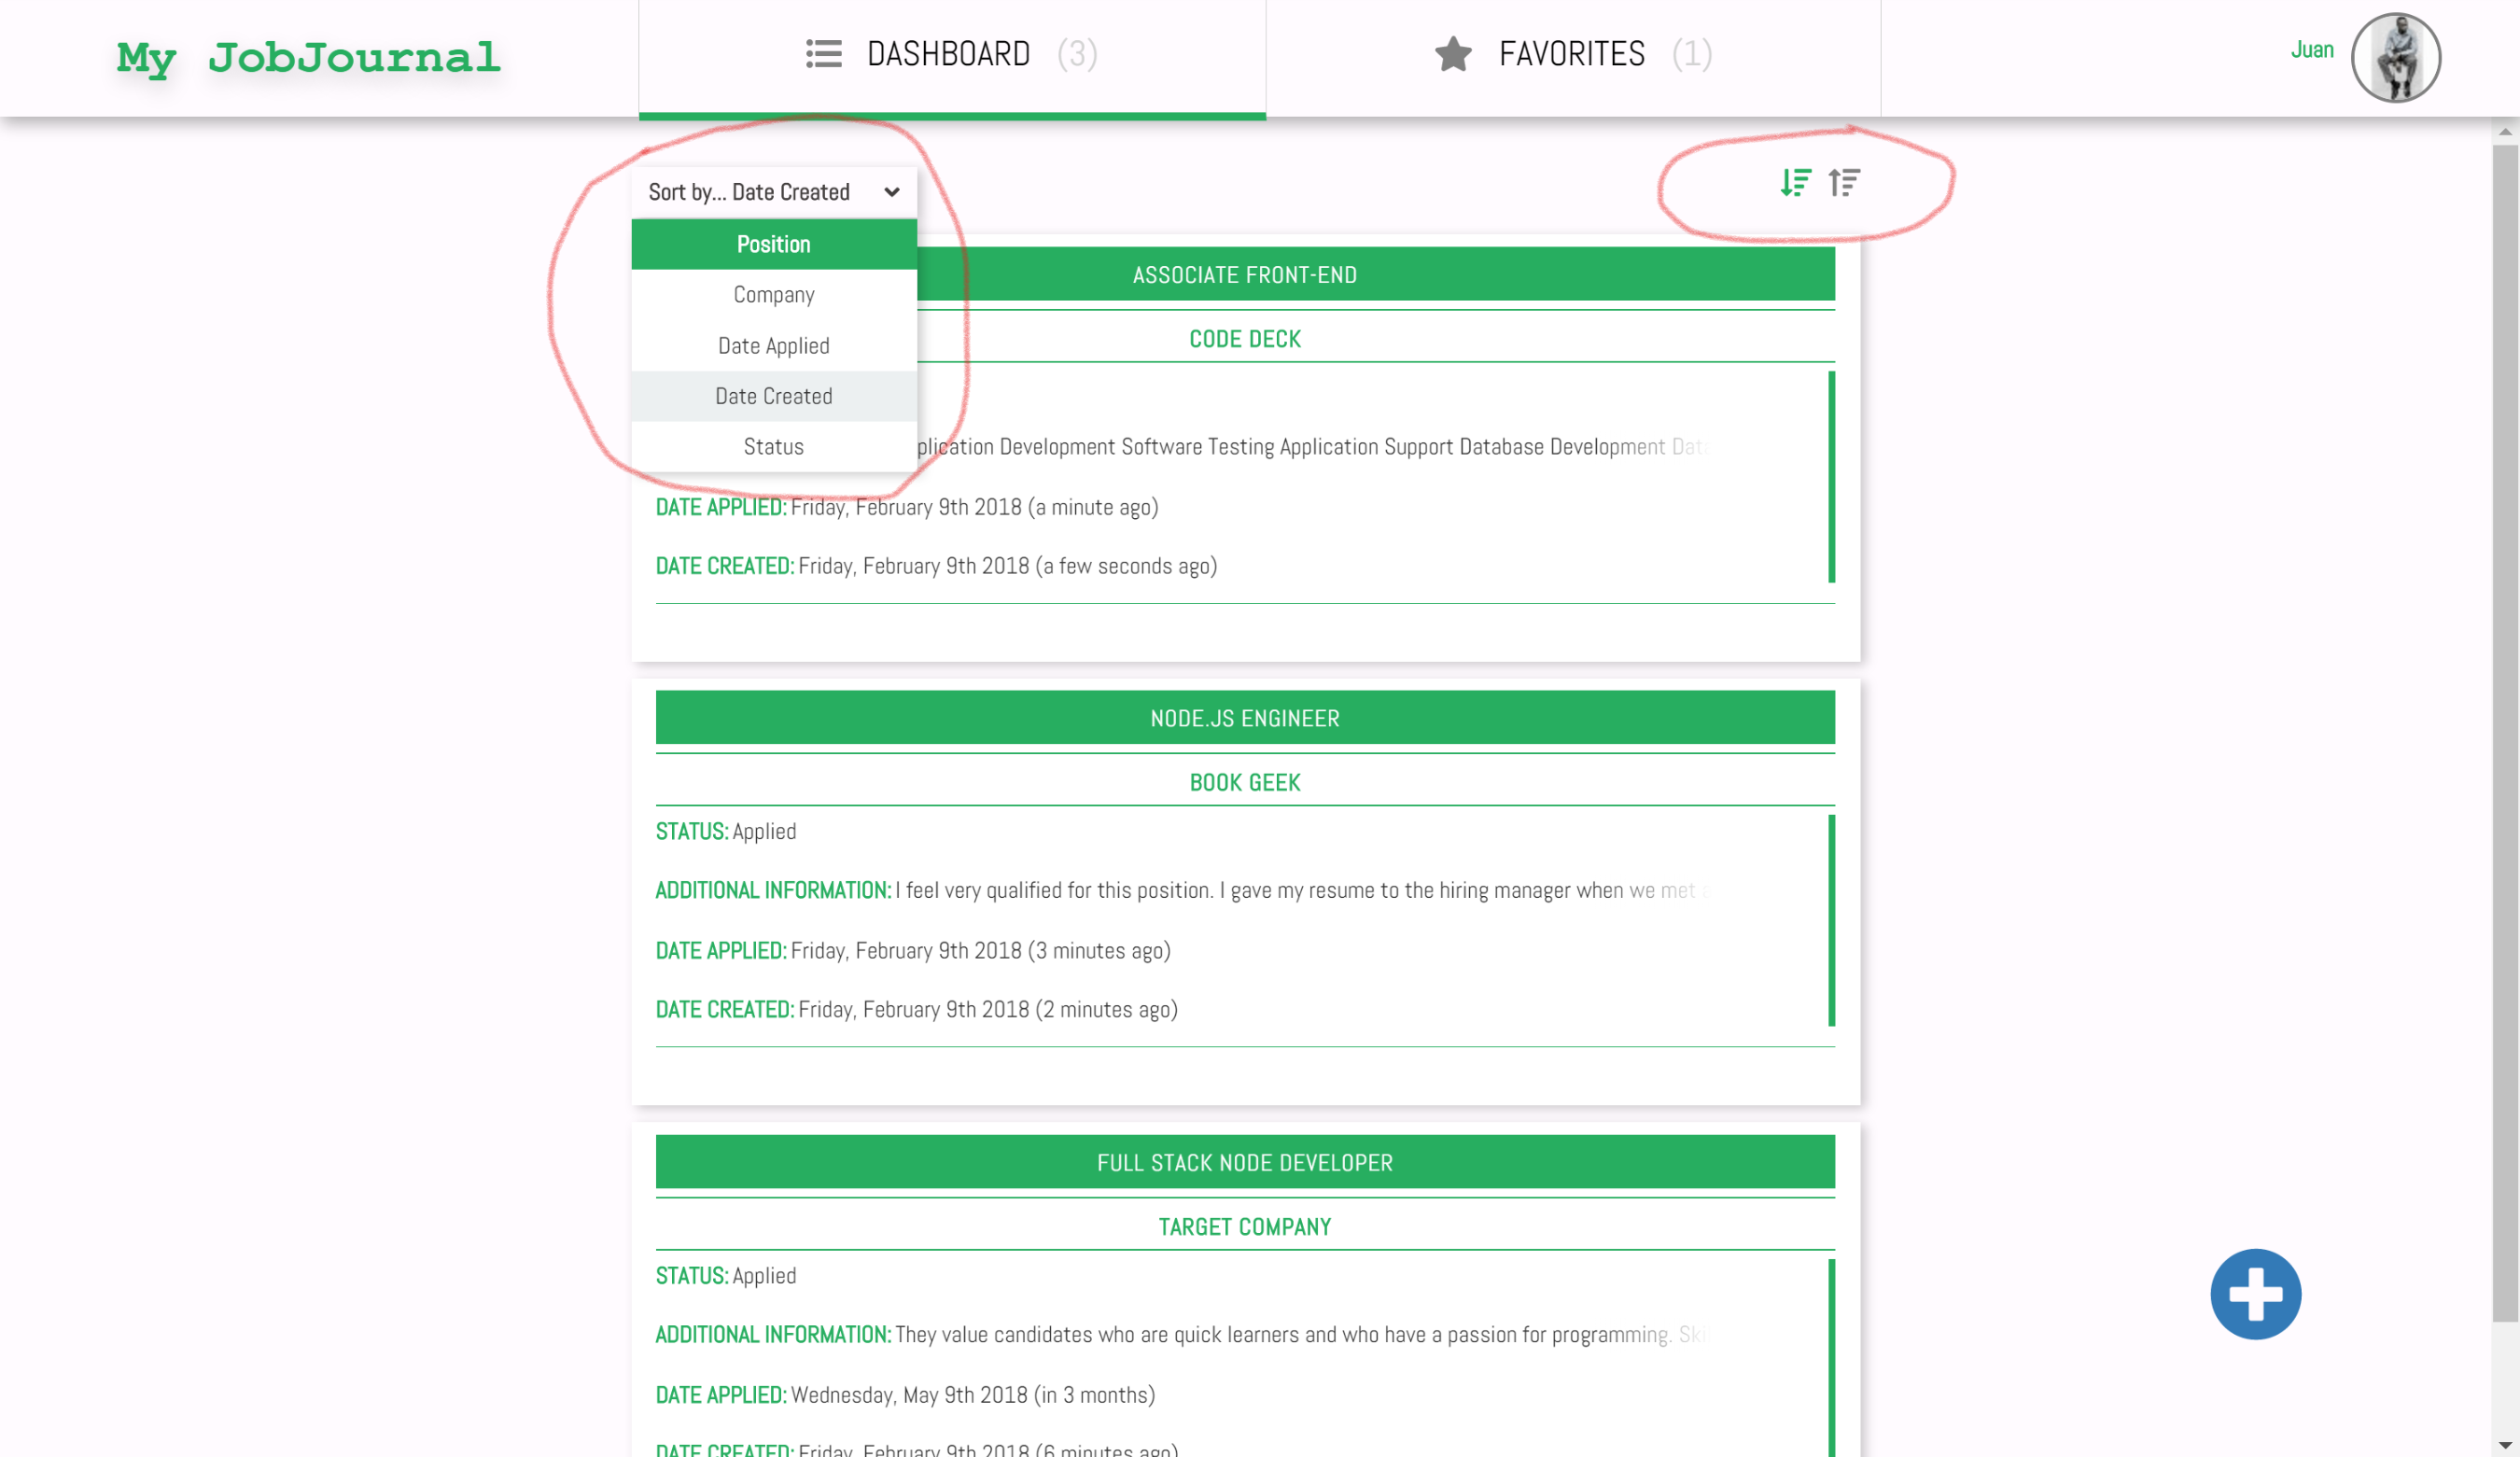 My JobJournal
DASHBOARD (3)
FAVORITES (1)
Juan
Sort by... Date Created
Position
Company
Date Applied
Date Created
Status
ASSOCIATE FRONT-END
CODE DECK
plication Development Software Testing Application Support Database Development Dat
DATE APPLIED: Friday, February 9th 2018 (a minute ago)
DATE CREATED: Friday, February 9th 2018 (a few seconds ago)
NODE.JS ENGINEER
BOOK GEEK
STATUS: Applied
ADDITIONAL INFORMATION: I feel very qualified for this position. I gave my resume to the hiring manager when we met
DATE APPLIED: Friday, February 9th 2018 (3 minutes ago)
DATE CREATED: Friday, February 9th 2018 (2 minutes ago)
FULL STACK NODE DEVELOPER
TARGET COMPANY
STATUS: Applied
ADDITIONAL INFORMATION: They value candidates who are quick learners and who have a passion for programming. Ski
DATE APPLIED: Wednesday, May 9th 2018 (in 3 months)
DATE CREATED: Friday, February 9th 2018 (6 minutes ago)